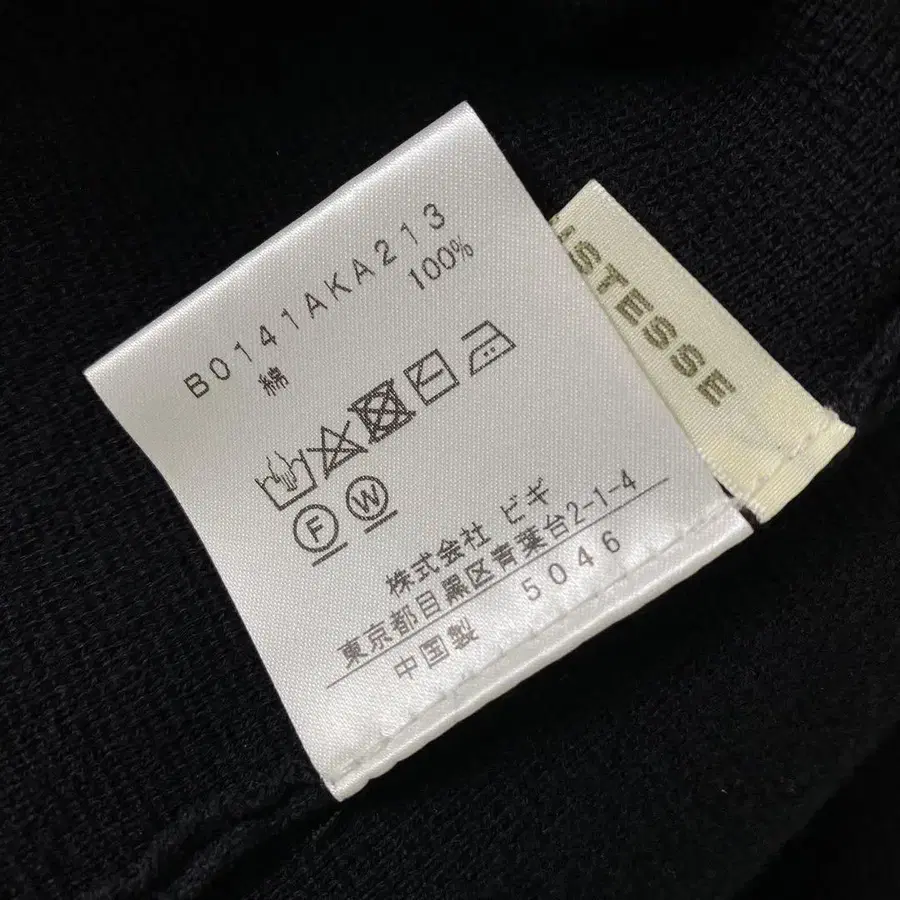 B0141AKA213
綿 100%
F W
株式会社 ビギ
東京都目黒区青葉台2-1-4
中国製 5046
USTESSE